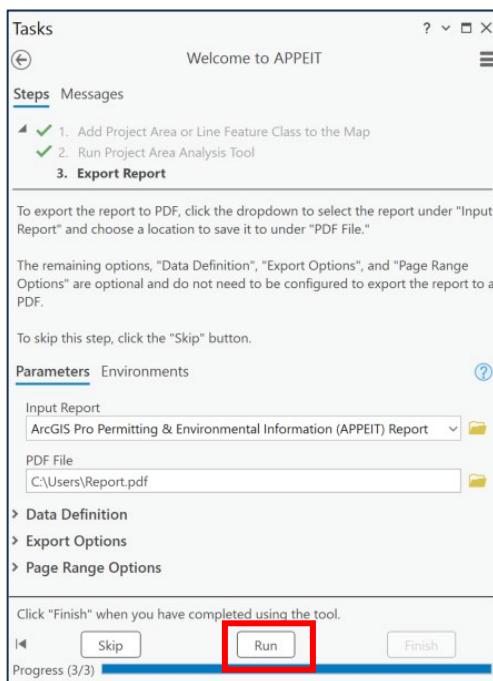 Tasks
Welcome to APPEIT
Steps Messages
1. Add Project Area or Line Feature Class to the Map
2. Run Project Area Analysis Tool
3. Export Report
To export the report to PDF, click the dropdown to select the report under "Input
Report" and choose a location to save it to under "PDF File."
The remaining options, "Data Definition", "Export Options", and "Page Range
Options" are optional and do not need to be configured to export the report to a
PDF.
To skip this step, click the "Skip" button.
Parameters Environments
Input Report
ArcGIS Pro Permitting & Environmental Information (APPEIT) Report
PDF File
C:\Users\Report.pdf
Data Definition
Export Options
Page Range Options
Click "Finish" when you have completed using the tool.
Skip Run Finish
Progress (3/3)